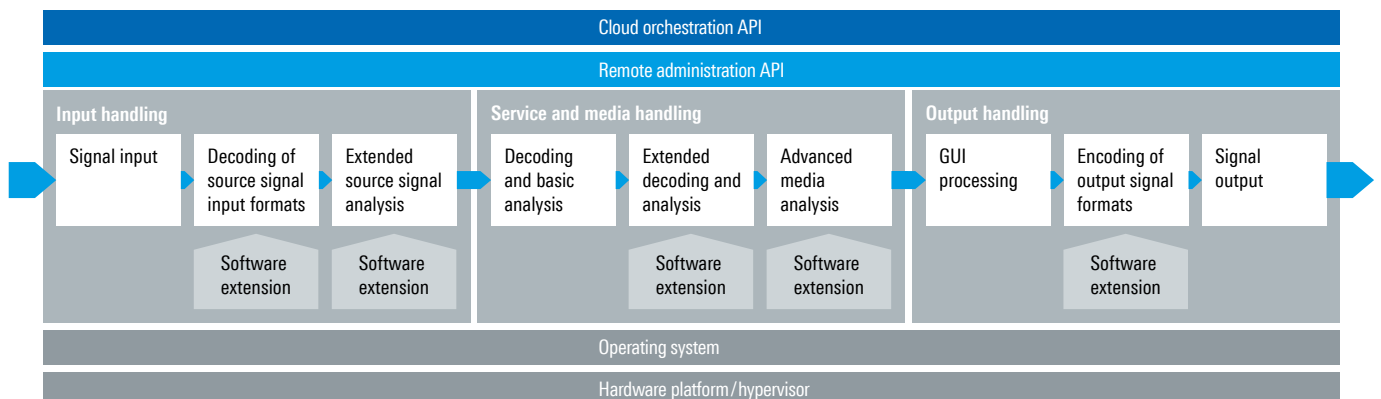 Cloud orchestration API
Remote administration API
Input handling
Signal input
Decoding of
source signal
input formats
Extended
source signal
analysis
Software
extension
Software
extension
Service and media handling
Decoding
and basic
analysis
Extended
decoding and
analysis
Advanced
media
analysis
Software
extension
Software
extension
Output handling
GUI
processing
Encoding of
output signal
formats
Signal
output
Software
extension
Operating system
Hardware platform/hypervisor